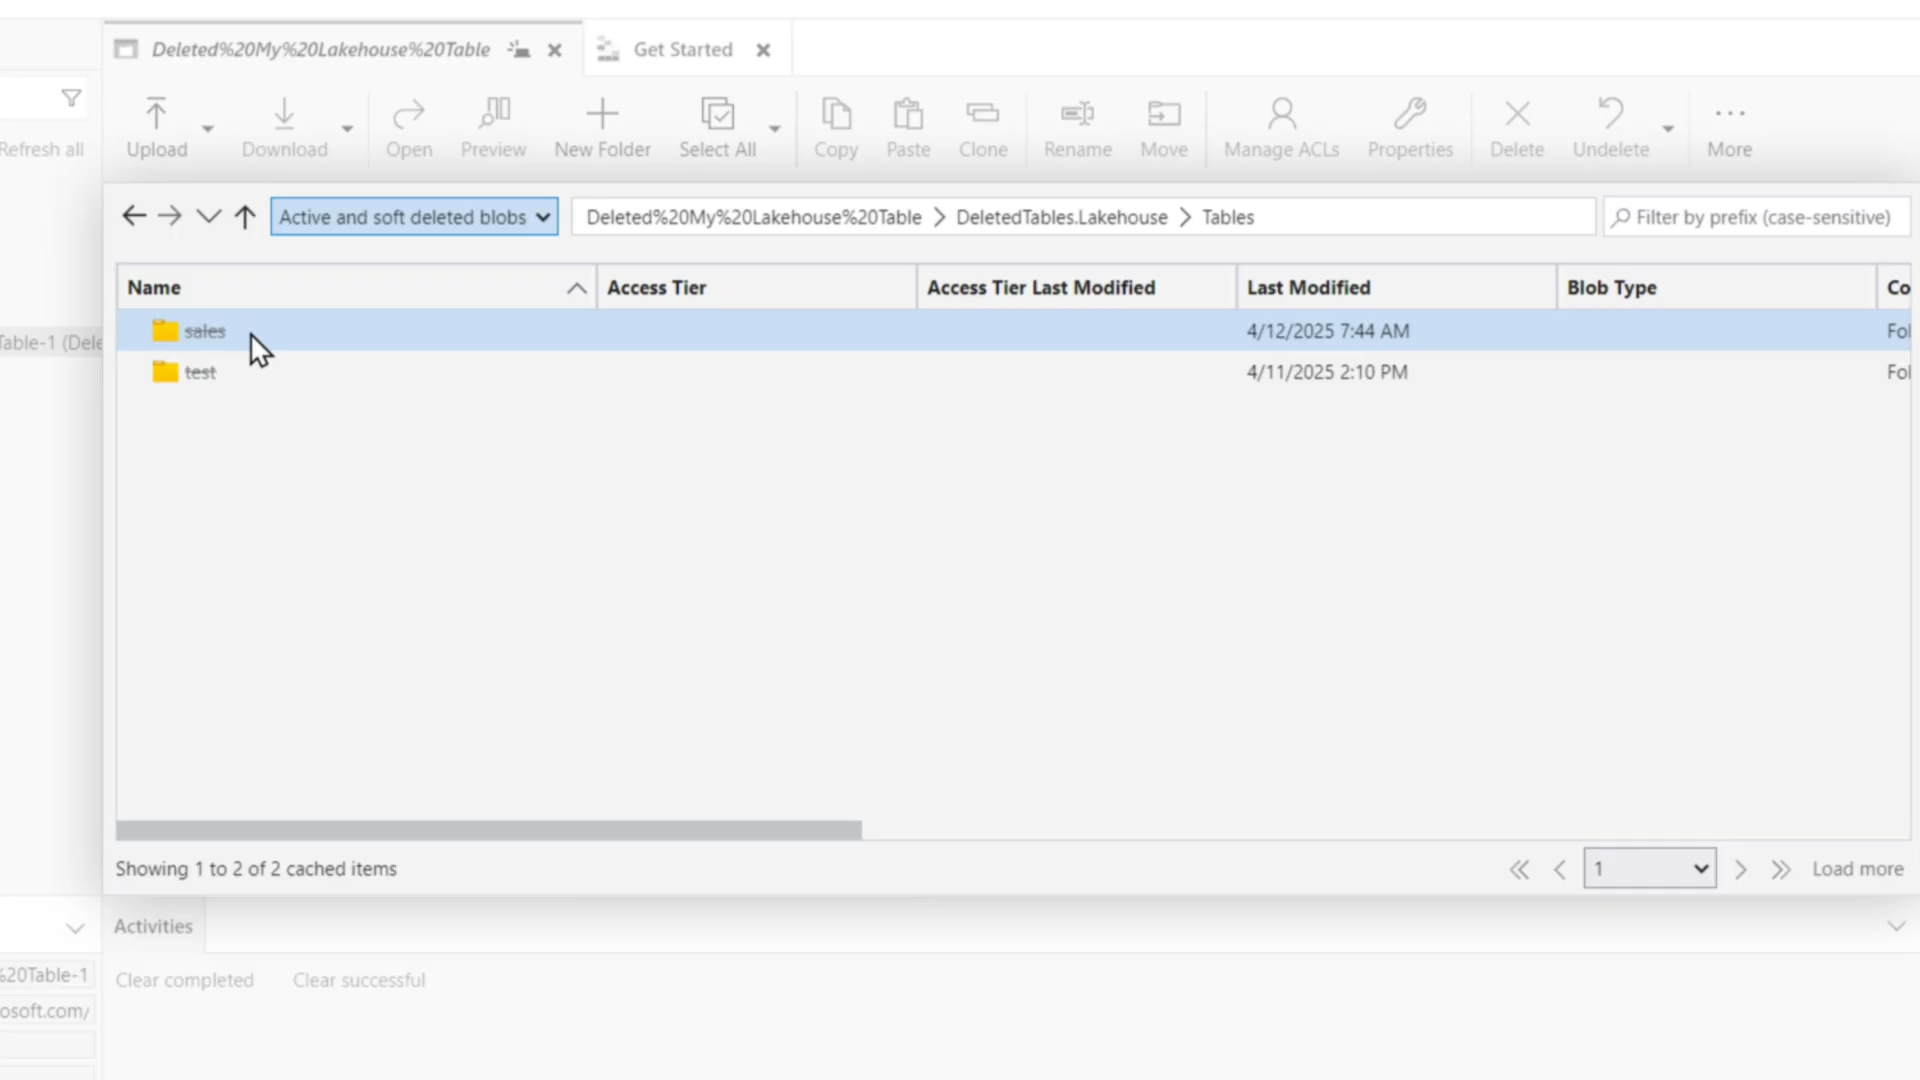 Deleted%20My%20Lakehouse%20Table
Get Started
Refresh all
Upload
Download
Open
Preview
New Folder
Select All
Copy
Paste
Clone
Rename
Move
Manage ACLs
Properties
Delete
Undelete
More
Active and soft deleted blobs
Deleted%20My%20Lakehouse%20Table > DeletedTables.Lakehouse > Tables
Filter by prefix (case-sensitive)
Name Access Tier Access Tier Last Modified Last Modified Blob Type Co
sales 4/12/2025 7:44 AM Fol
Table-1 (Dele
test 4/11/2025 2:10 PM Fol
Showing 1 to 2 of 2 cached items
1
Load more
Activities
%20Table-1
Clear completed Clear successful
osoft.com/